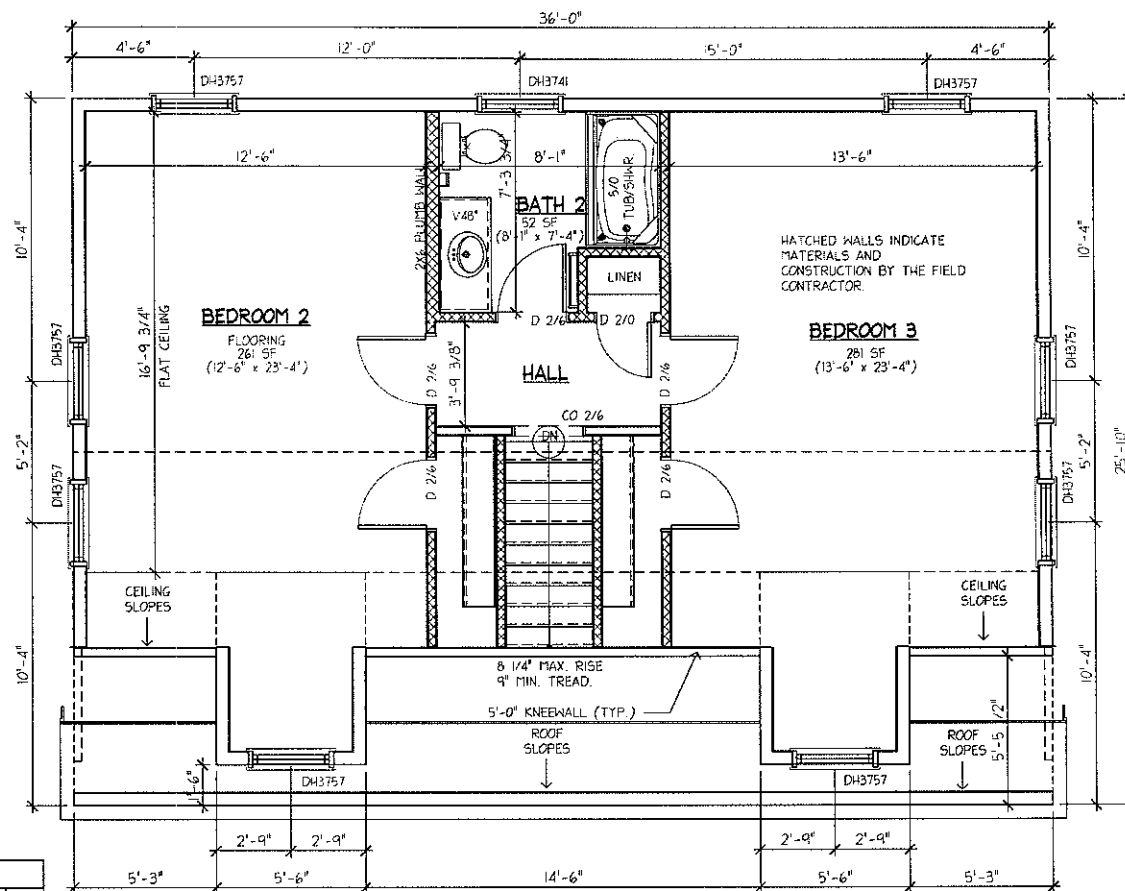 36'-0"
4'-6" 12'-0" 15'-0" 4'-6"
DH3757 DH3741 DH3757
12'-6" 8'-1" 13'-6"
7'-3 3/4"
2X6 PLUMB WALL
5/0 TUB/SHWR.
BATH 2
52 SF
(8'-1" x 7'-4")
V48"
LINEN
HATCHED WALLS INDICATE
MATERIALS AND
CONSTRUCTION BY THE FIELD
CONTRACTOR.
10'-4"
10'-4"
16'-9 3/4"
FLAT CEILING
BEDROOM 2
FLOORING
261 SF
(12'-6" x 23'-4")
BEDROOM 3
281 SF
(13'-6" x 23'-4")
D 2/6 D 2/0
DH3757
DH3757
HALL
3'-9 3/8"
D 2/6
D 2/6
CO 2/6
DN
5'-2"
5'-2"
25'-10"
DH3757
DH3757
D 2/6
D 2/6
CEILING
SLOPES
CEILING
SLOPES
10'-4"
10'-4"
8 1/4" MAX. RISE
9" MIN. TREAD.
5'-0" KNEEWALL (TYP.)
ROOF
SLOPES
ROOF
SLOPES
DH3757 DH3757
1'-6"
2'-9" 2'-9" 2'-9" 2'-9"
5'-3" 5'-6" 14'-6" 5'-6" 5'-3"